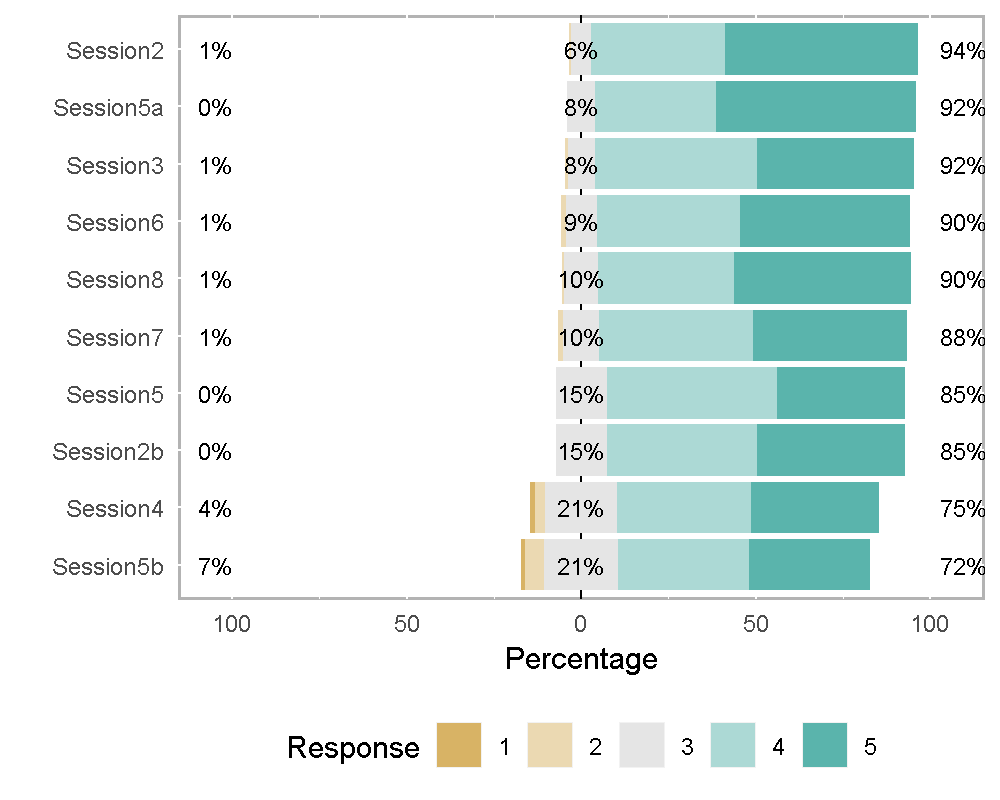 Session2 1% 6% 94%
Session5a 0% 8% 92%
Session3 1% 8% 92%
Session6 1% 9% 90%
Session8 1% 10% 90%
Session7 1% 10% 88%
Session5 0% 15% 85%
Session2b 0% 15% 85%
Session4 4% 21% 75%
Session5b 7% 21% 72%
100 50 0 50 100
Percentage
Response 1 2 3 4 5